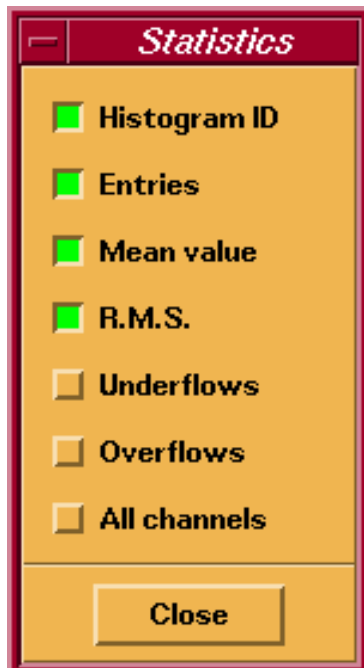 Statistics
Histogram ID
Entries
Mean value
R.M.S.
Underflows
Overflows
All channels
Close